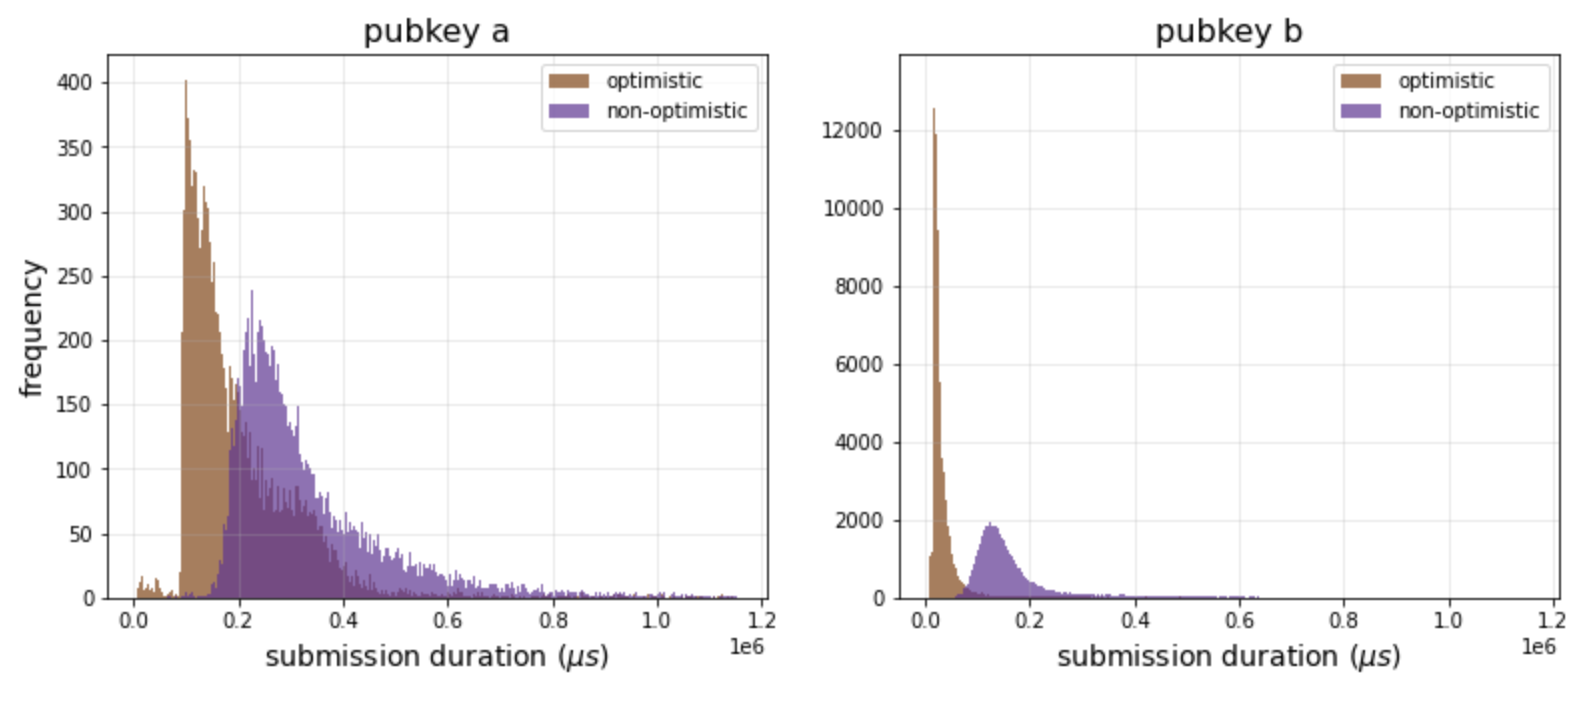 pubkey a
400
350
300
250
200
150
100
50
0
frequency
0.0 0.2 0.4 0.6 0.8 1.0 1.2
1e6
submission duration (μs)
optimistic
non-optimistic
pubkey b
12000
10000
8000
6000
4000
2000
0
0.0 0.2 0.4 0.6 0.8 1.0 1.2
1e6
submission duration (μs)
optimistic
non-optimistic